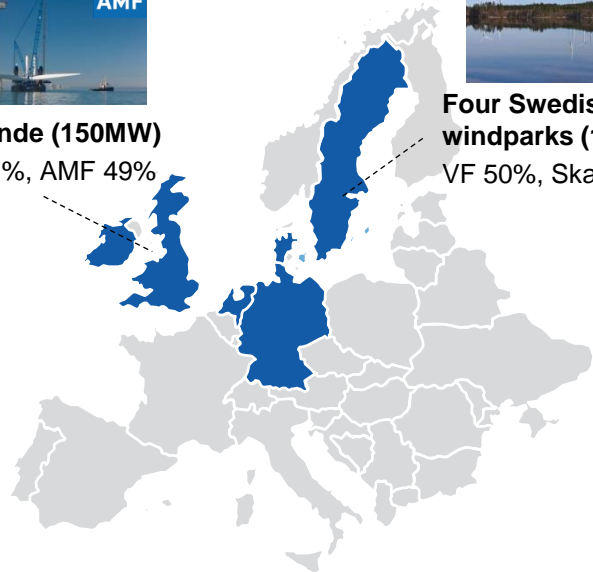 AMF
nde (150MW)
%, AMF 49%
Four Swedis
windparks (
VF 50%, Ska